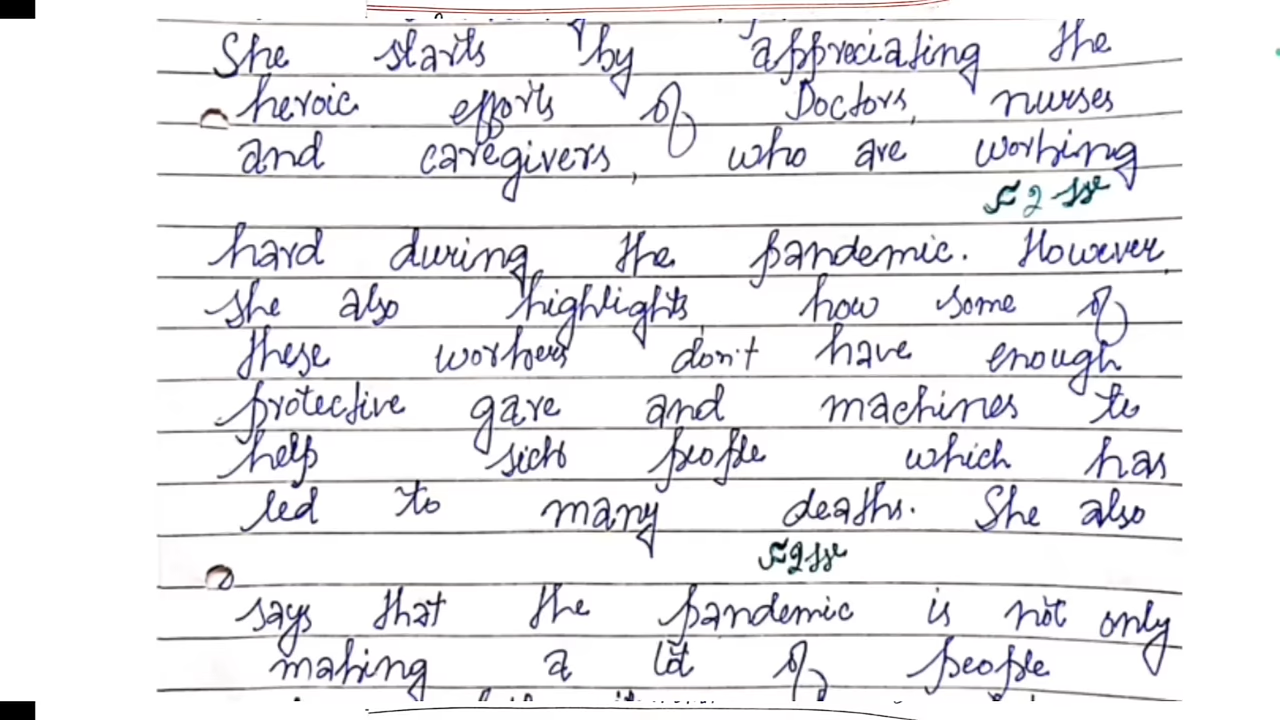 She starts by appreciating the
heroic efforts of Doctors, nurses
and caregivers, who are working
hard during the pandemic. However,
she also highlights how some of
these workers don't have enough
protective gare and machines to
help sick people which has
led to many deaths. She also
says that the pandemic is not only
making a lot of people